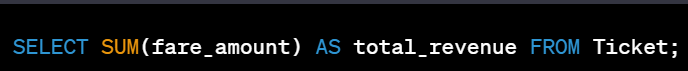 SELECT SUM(fare_amount) AS total_revenue FROM Ticket;